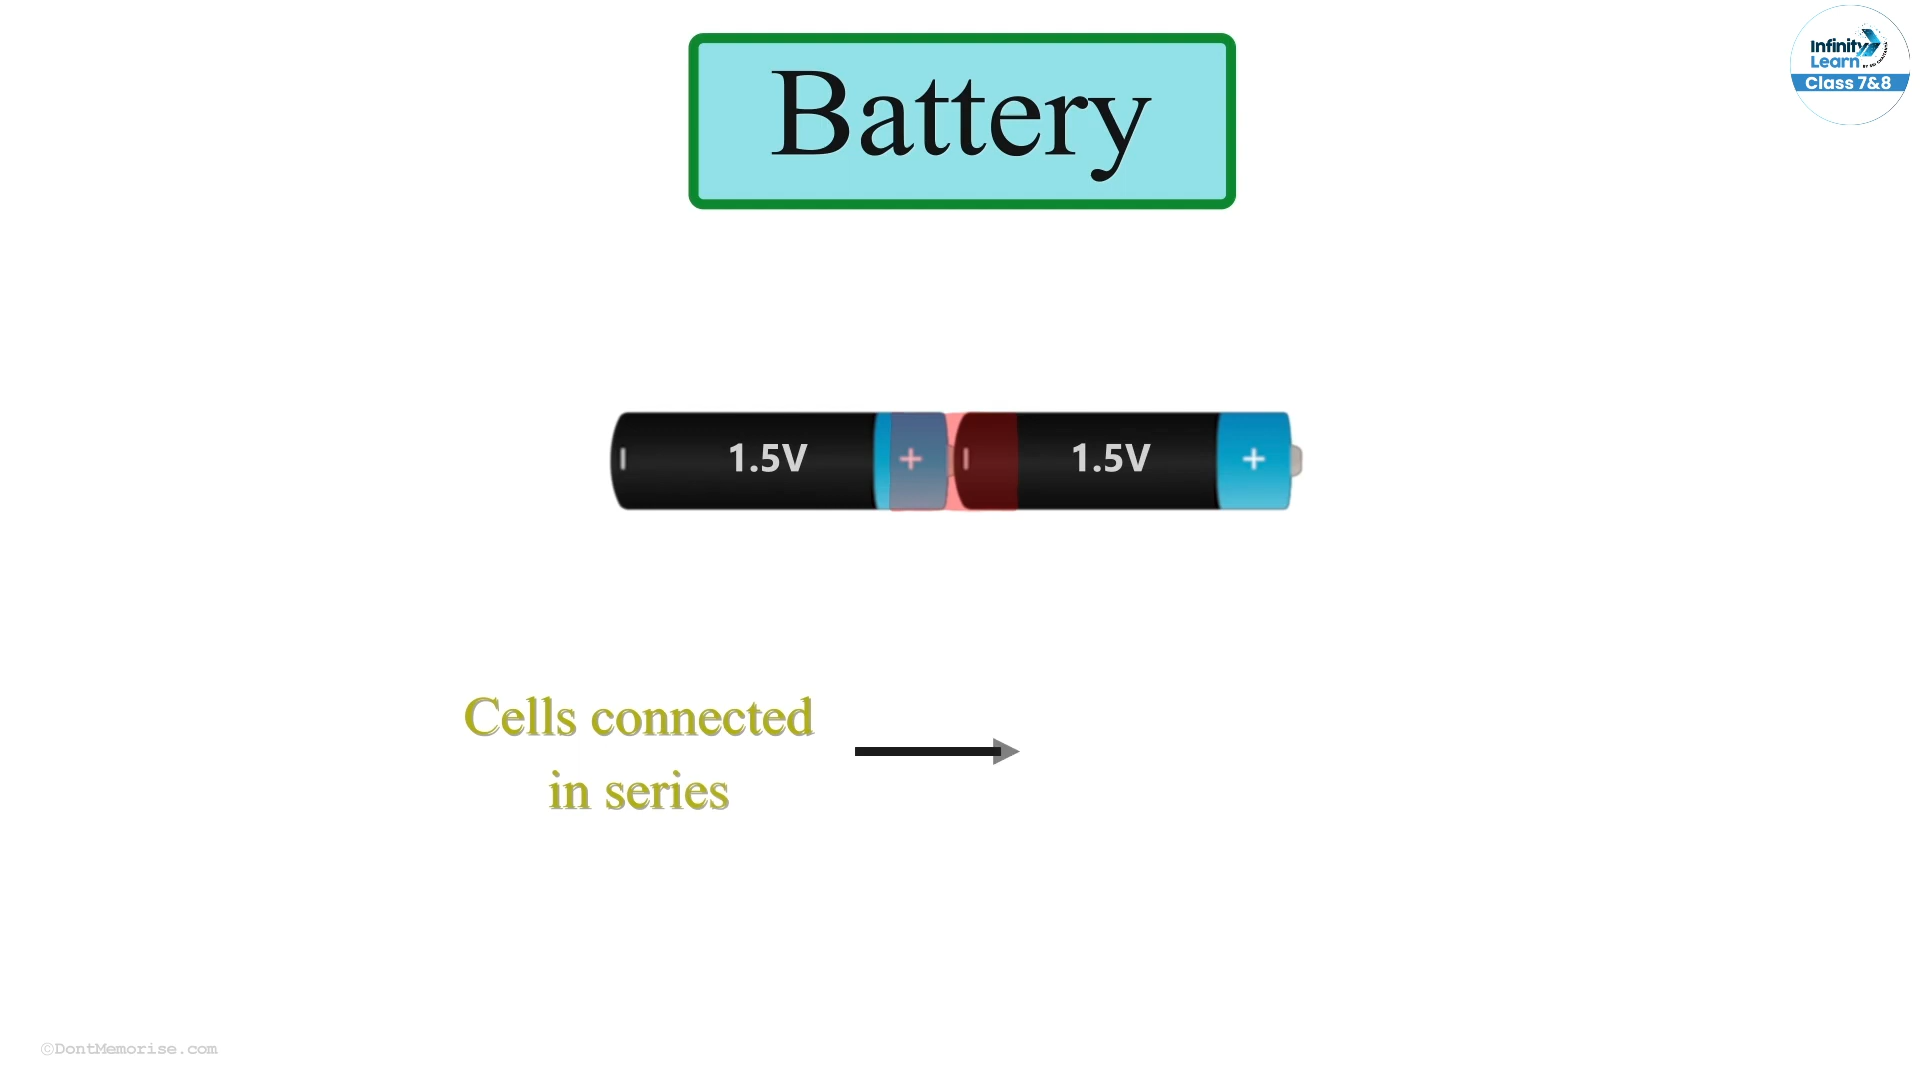 Battery
Infinity
Learn
Class 7&8
1.5V
+
1.5V
+
Cells connected
in series
©DontMemorise.com